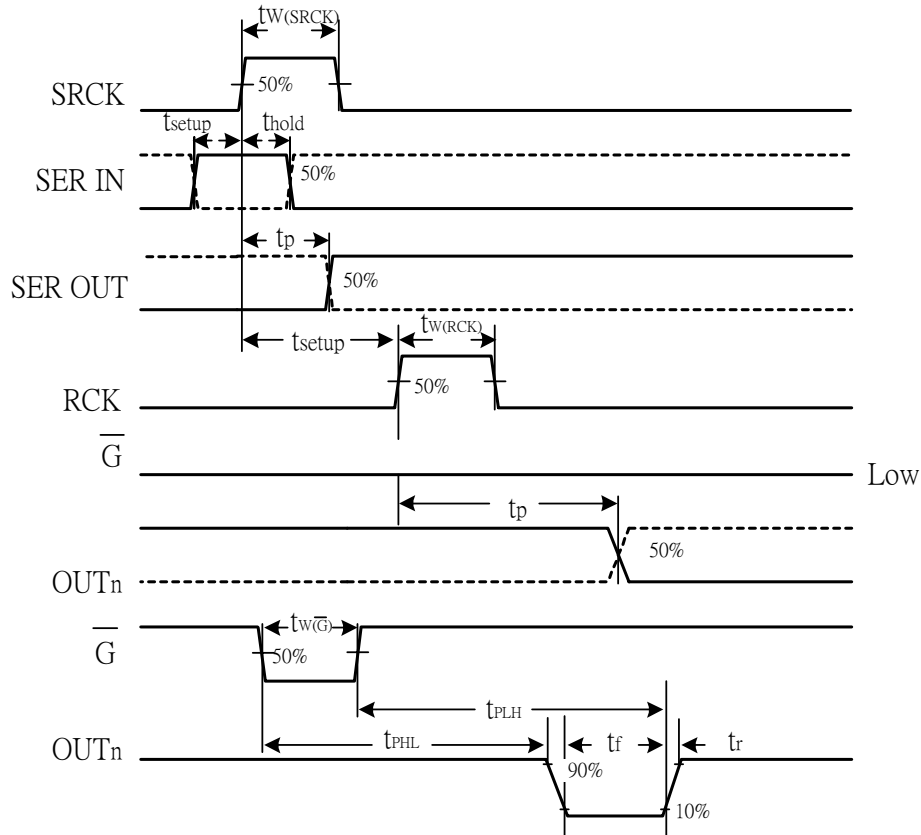 tW(SRCK)
SRCK
50%
tsetup
thold
SER IN
50%
tp
SER OUT
50%
tsetup
tW(RCK)
RCK
50%
G̅
Low
tp
OUTn
50%
G̅
tW(G̅)
50%
tPLH
OUTn
tPHL
tf
tr
90%
10%